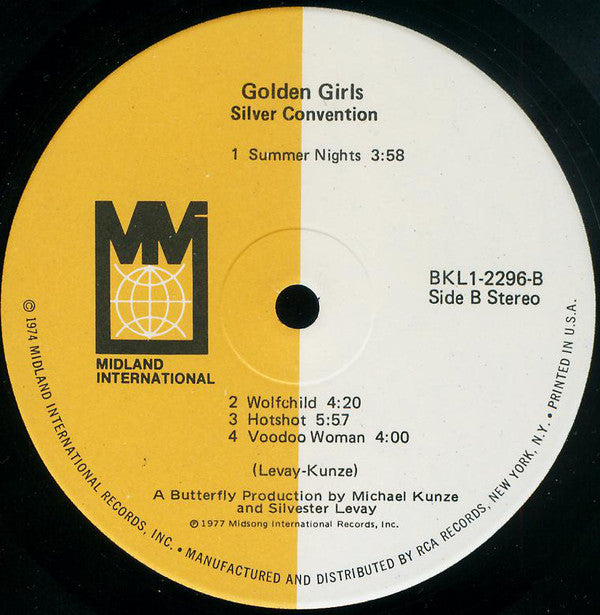 Golden Girls
Silver Convention
1 Summer Nights 3:58
MM
MIDLAND
INTERNATIONAL
BKL1-2296-B
Side B Stereo
2 Wolfchild 4:20
3 Hotshot 5:57
4 Voodoo Woman 4:00
(Levay-Kunze)
A Butterfly Production by Michael Kunze
and Silvester Levay
℗ 1977 Midsong International Records, Inc.
© 1974 MIDLAND INTERNATIONAL RECORDS, INC. • MANUFACTURED AND DISTRIBUTED BY RCA RECORDS, NEW YORK, N.Y. • PRINTED IN U.S.A.